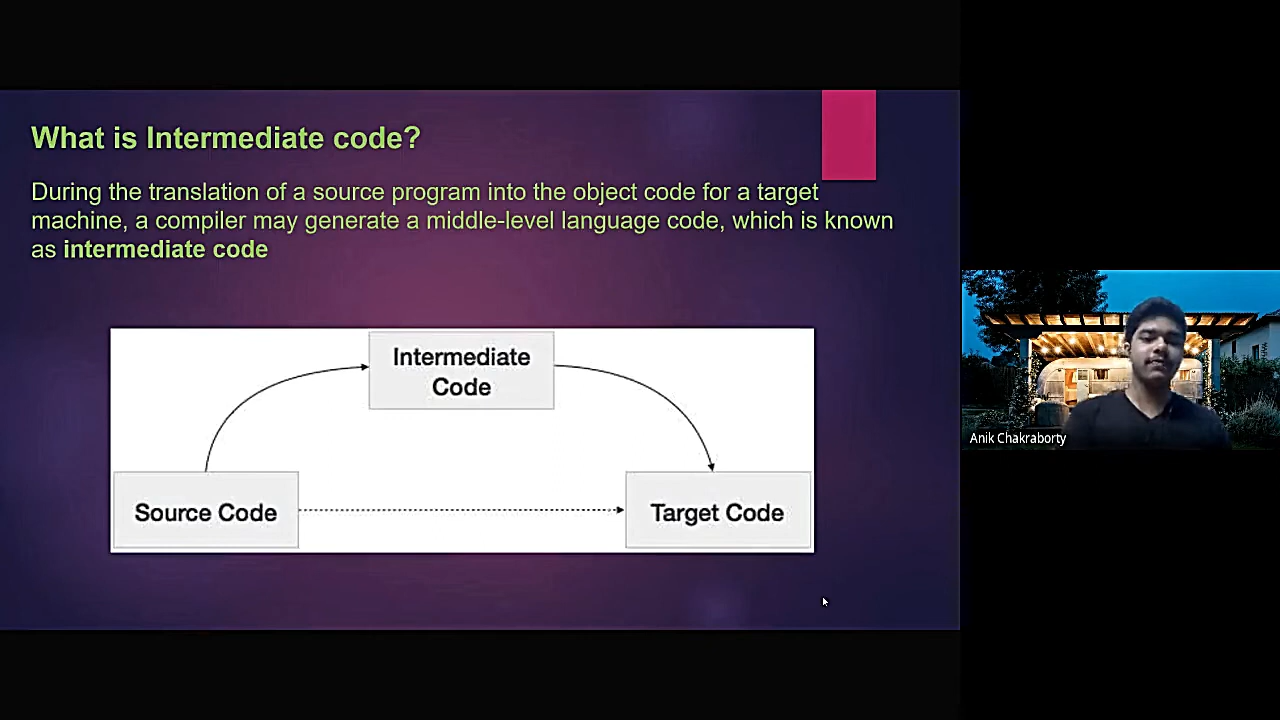 What is Intermediate code?
During the translation of a source program into the object code for a target
machine, a compiler may generate a middle-level language code, which is known
as intermediate code
Intermediate
Code
Source Code
Target Code
Anik Chakraborty